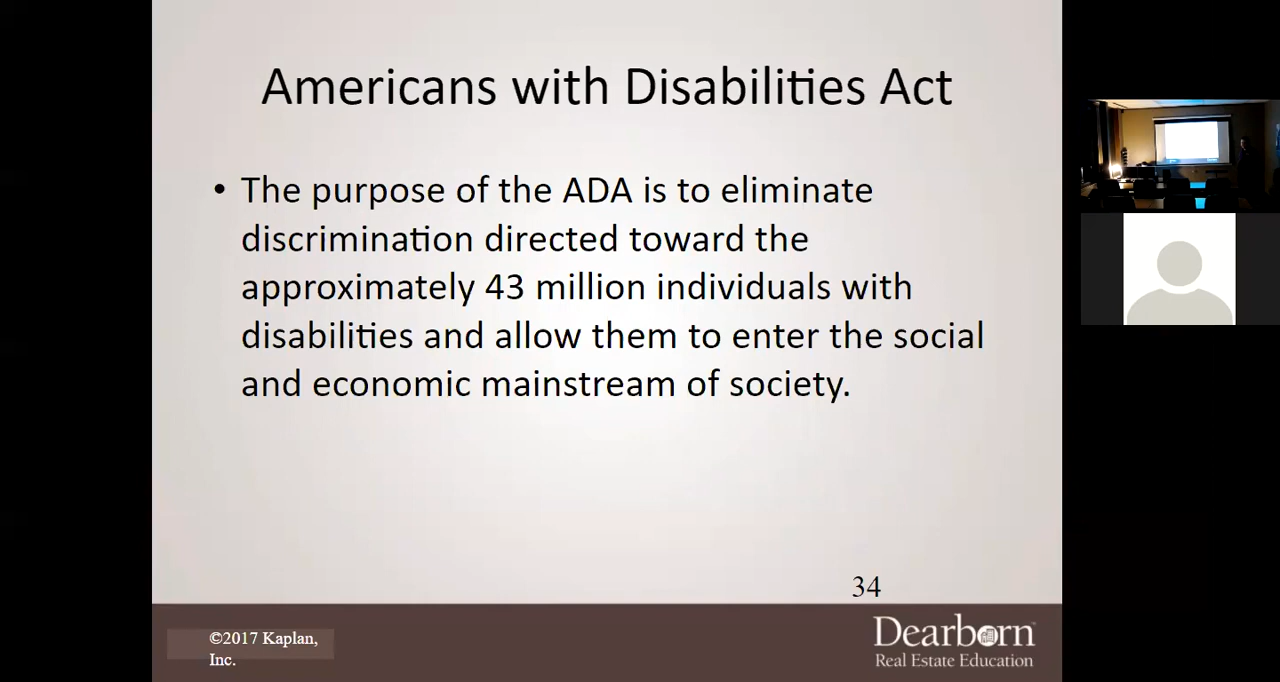 Americans with Disabilities Act
• The purpose of the ADA is to eliminate
discrimination directed toward the
approximately 43 million individuals with
disabilities and allow them to enter the social
and economic mainstream of society.
34
©2017 Kaplan,
Inc.
Dearborn™
Real Estate Education